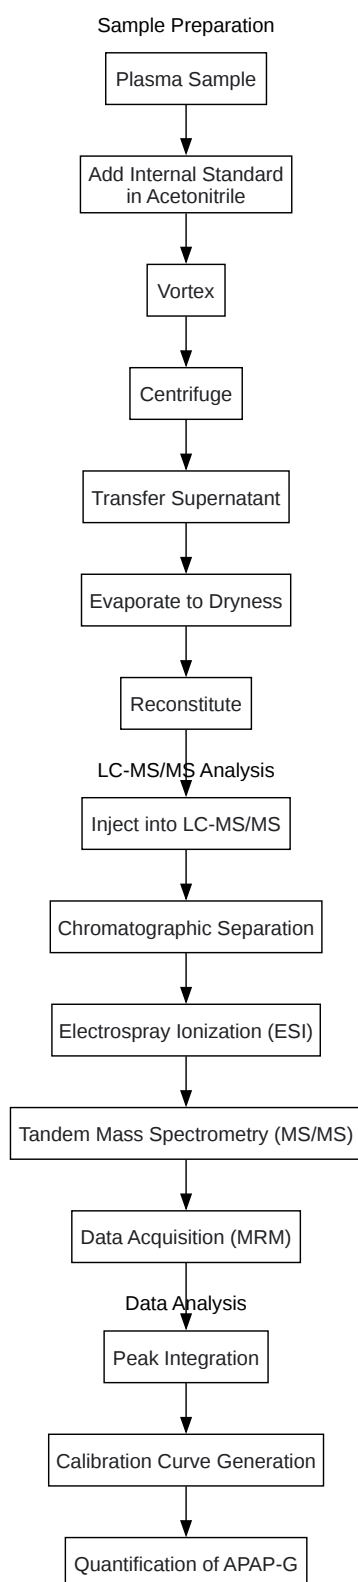 Sample Preparation
Plasma Sample
Add Internal Standard
in Acetonitrile
Vortex
Centrifuge
Transfer Supernatant
Evaporate to Dryness
Reconstitute
LC-MS/MS Analysis
Inject into LC-MS/MS
Chromatographic Separation
Electrospray Ionization (ESI)
Tandem Mass Spectrometry (MS/MS)
Data Acquisition (MRM)
Data Analysis
Peak Integration
Calibration Curve Generation
Quantification of APAP-G